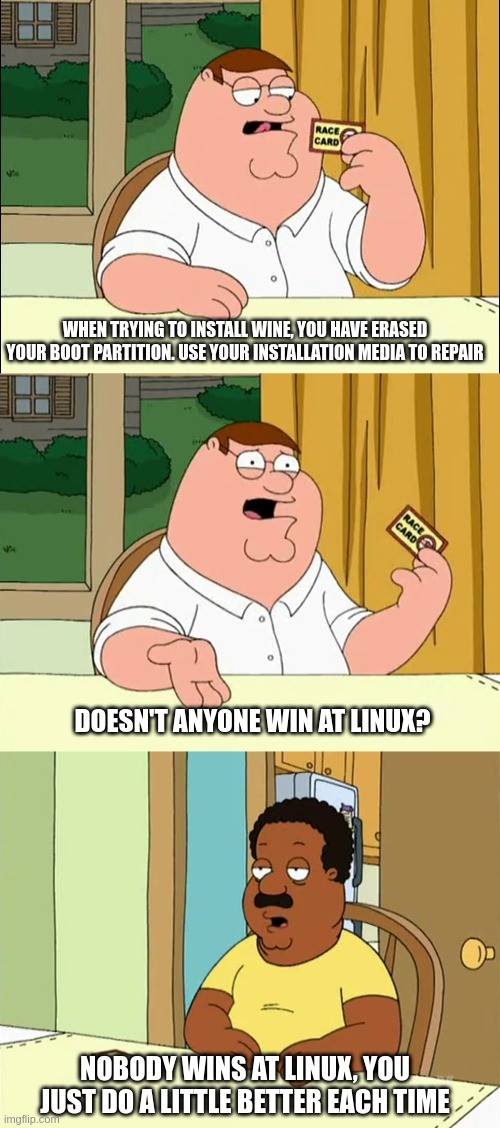 RACE
CARD
WHEN TRYING TO INSTALL WINE, YOU HAVE ERASED
YOUR BOOT PARTITION. USE YOUR INSTALLATION MEDIA TO REPAIR
RACE
CARD
DOESN'T ANYONE WIN AT LINUX?
NOBODY WINS AT LINUX, YOU
JUST DO A LITTLE BETTER EACH TIME
imgflip.com